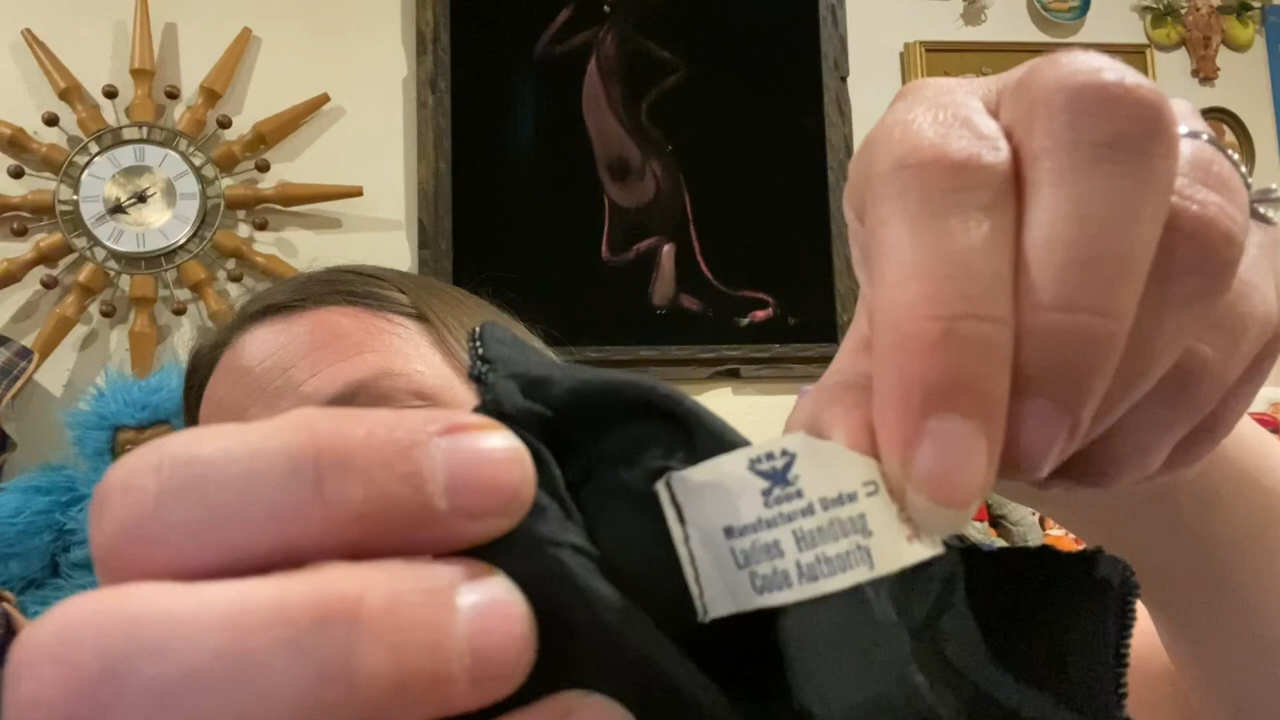 NRA
CODE
Manufactured Under
Ladies Handbag
Code Authority